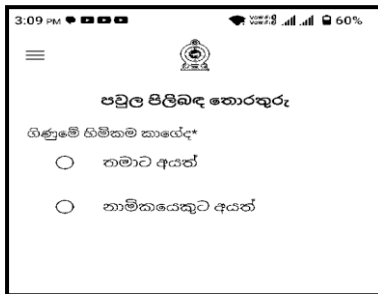 3:09 PM 60%
පවුල පිලිබඳ තොරතුරු
ගිණුමේ හිමිකම කාගේද*
තමාට අයත්
නාමිකයෙකුට අයත්